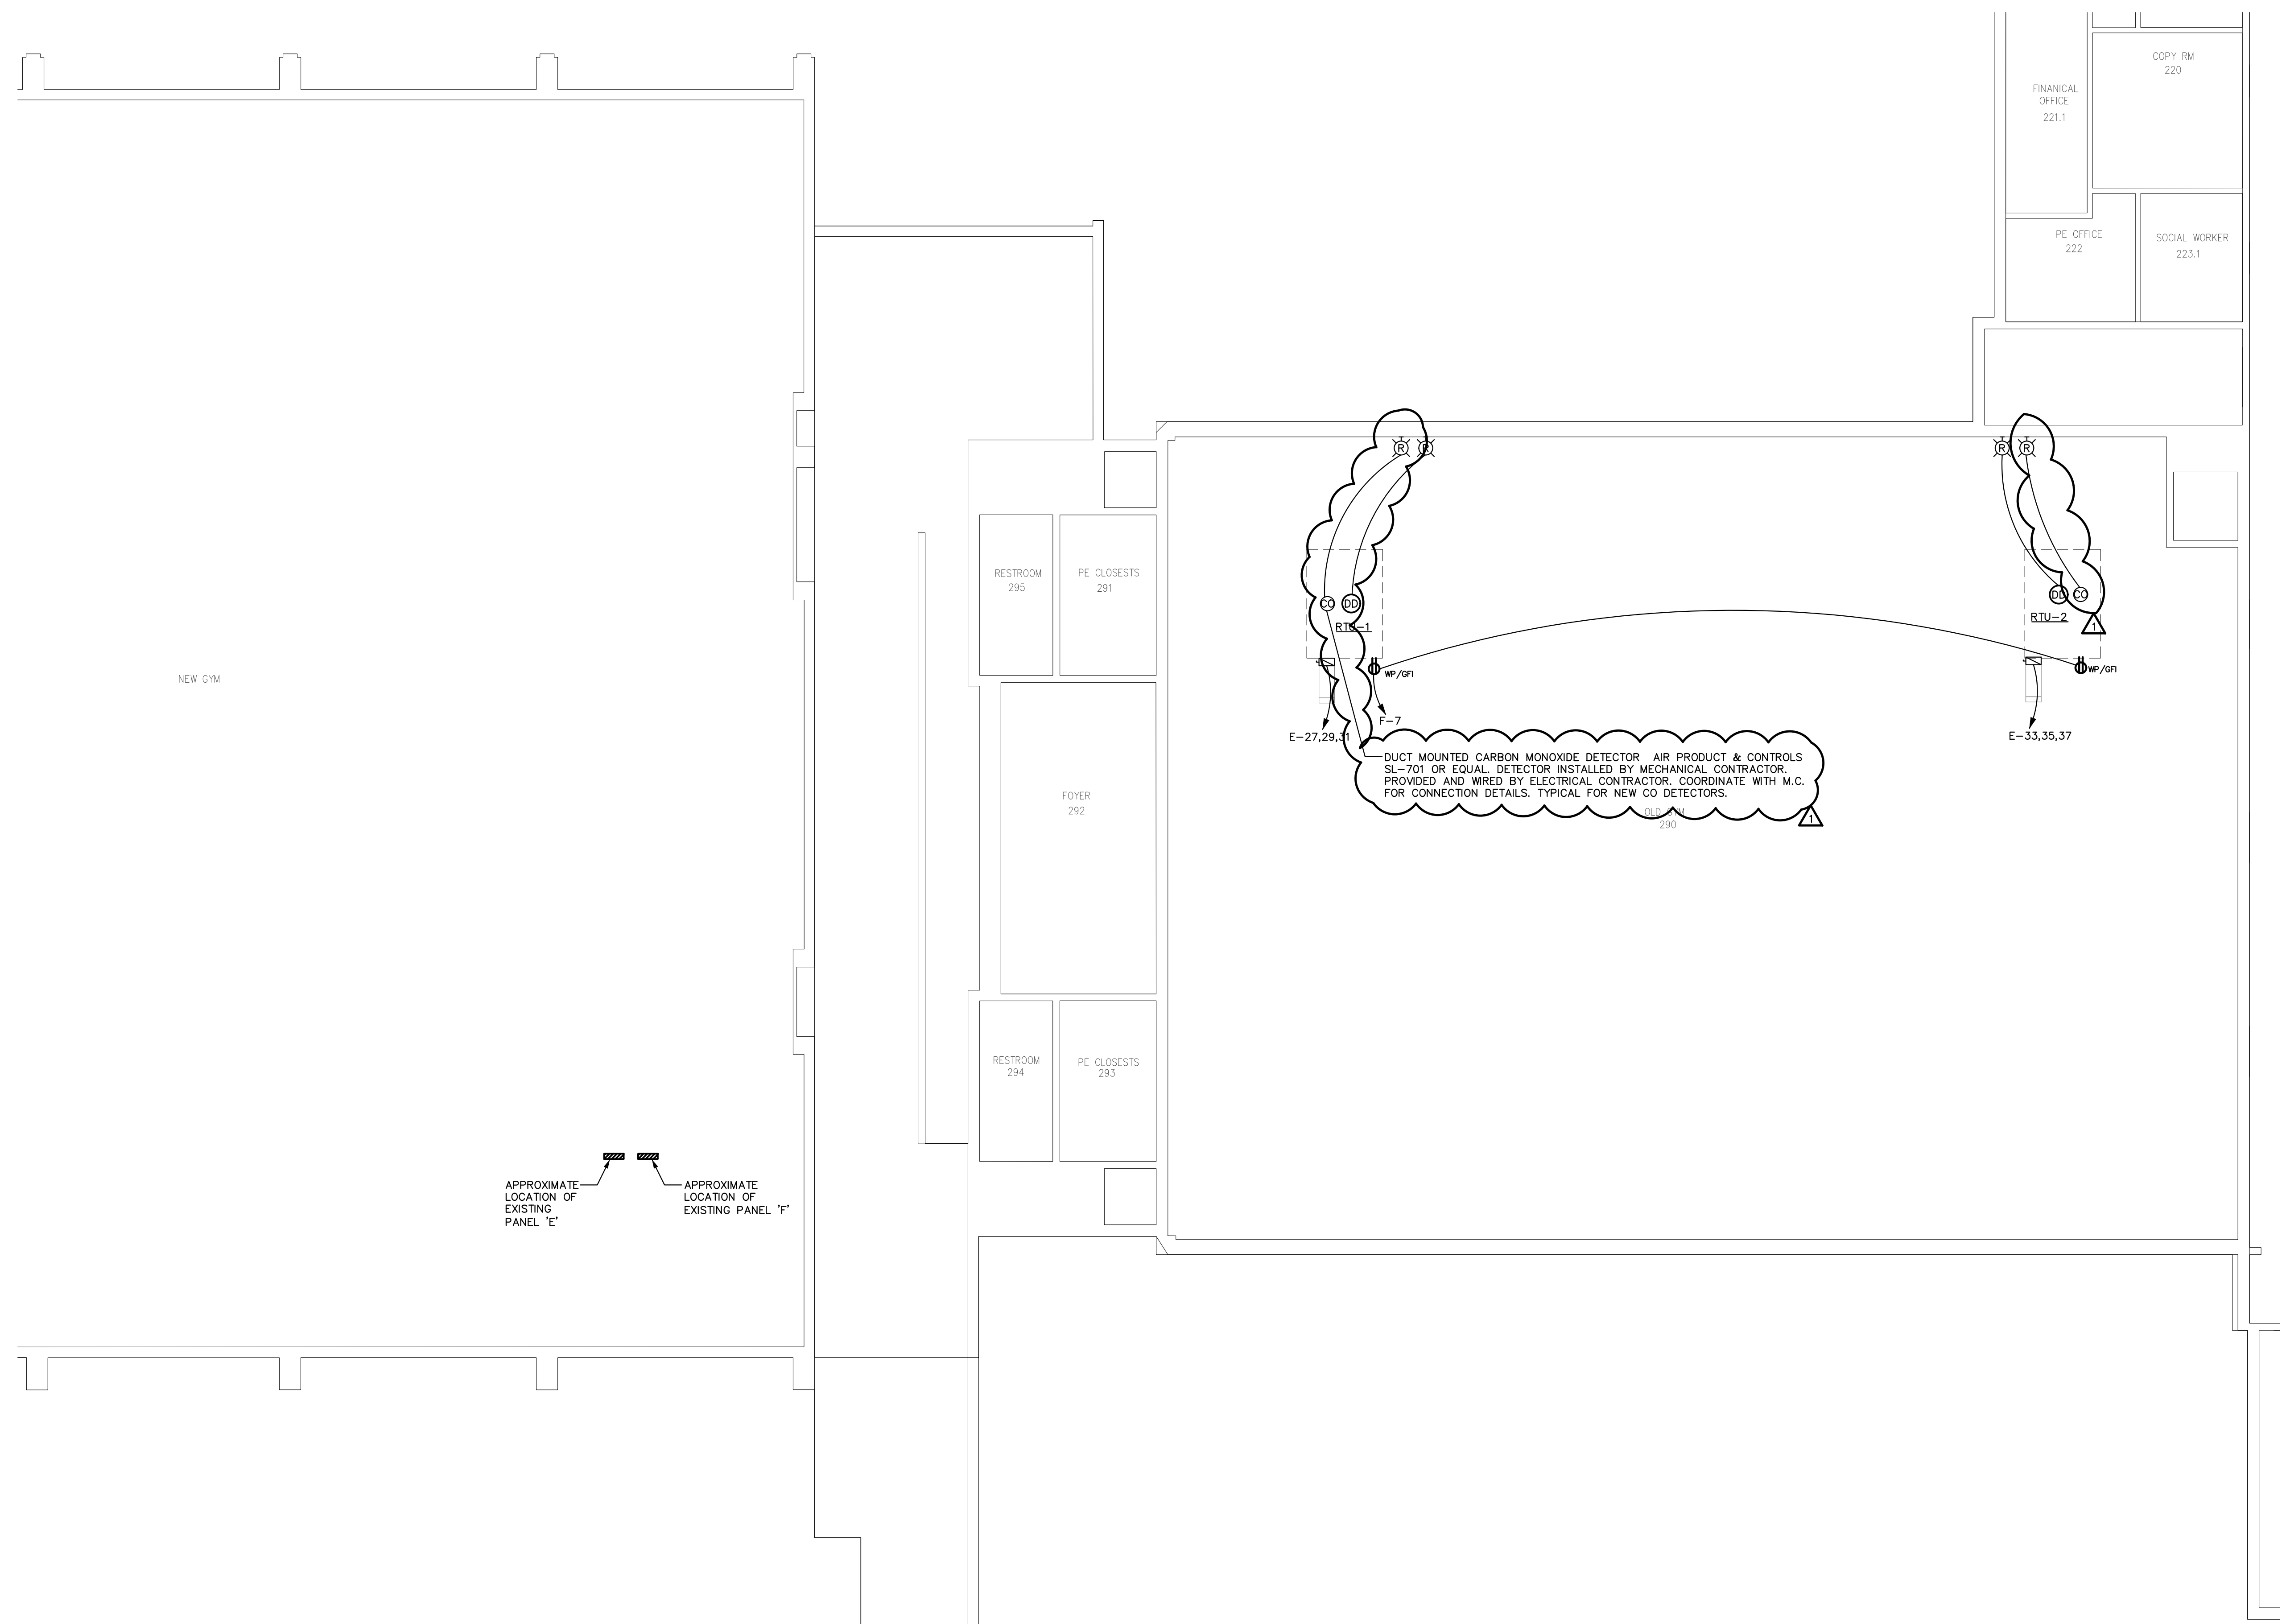 COPY RM
220
FINANICAL
OFFICE
221.1
PE OFFICE
222
SOCIAL WORKER
223.1
R
R
R
R
RESTROOM
295
PE CLOSESTS
291
CO
DD
RTU-1
DD
CO
RTU-2
1
WP/GFI
WP/GFI
NEW GYM
F-7
E-27,29,31
E-33,35,37
DUCT MOUNTED CARBON MONOXIDE DETECTOR AIR PRODUCT & CONTROLS
SL-701 OR EQUAL. DETECTOR INSTALLED BY MECHANICAL CONTRACTOR.
PROVIDED AND WIRED BY ELECTRICAL CONTRACTOR. COORDINATE WITH M.C.
FOR CONNECTION DETAILS. TYPICAL FOR NEW CO DETECTORS.
FOYER
292
OLD GYM
290
1
RESTROOM
294
PE CLOSESTS
293
APPROXIMATE
LOCATION OF
EXISTING
PANEL 'E'
APPROXIMATE
LOCATION OF
EXISTING PANEL 'F'